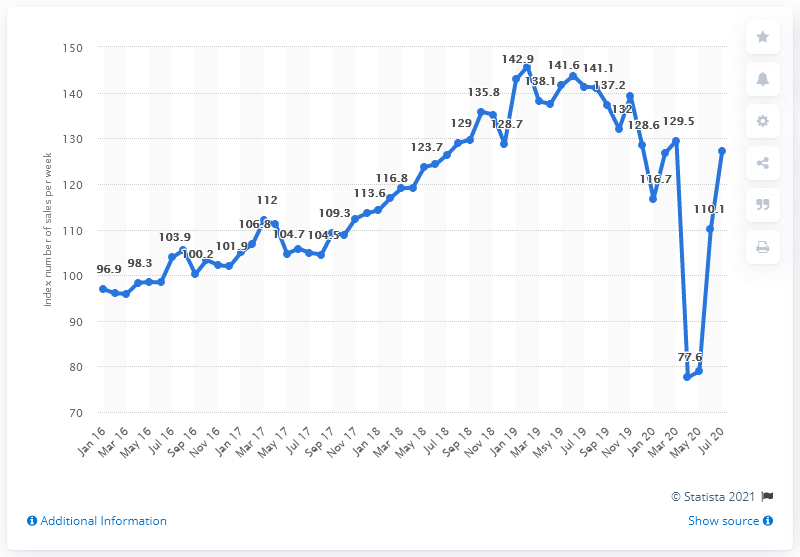 150
140
130
120
110
100
90
80
70
Index number of sales per week
96.9
98.3
103.9
100.2
101.9
106.8
112
104.7
104.5
109.3
113.6
116.8
123.7
129
135.8
128.7
142.9
138.1
141.6
141.1
137.2
132
128.6
116.7
129.5
77.6
110.1
Jan 16
Mar 16
May 16
Jul 16
Sep 16
Nov 16
Jan 17
Mar 17
May 17
Jul 17
Sep 17
Nov 17
Jan 18
Mar 18
May 18
Jul 18
Sep 18
Nov 18
Jan 19
Mar 19
Msy 19
Jul 19
Sep 19
Nov 19
Jan 20
Mar 20
May 20
Jul 20
© Statista 2021
Additional Information
Show source